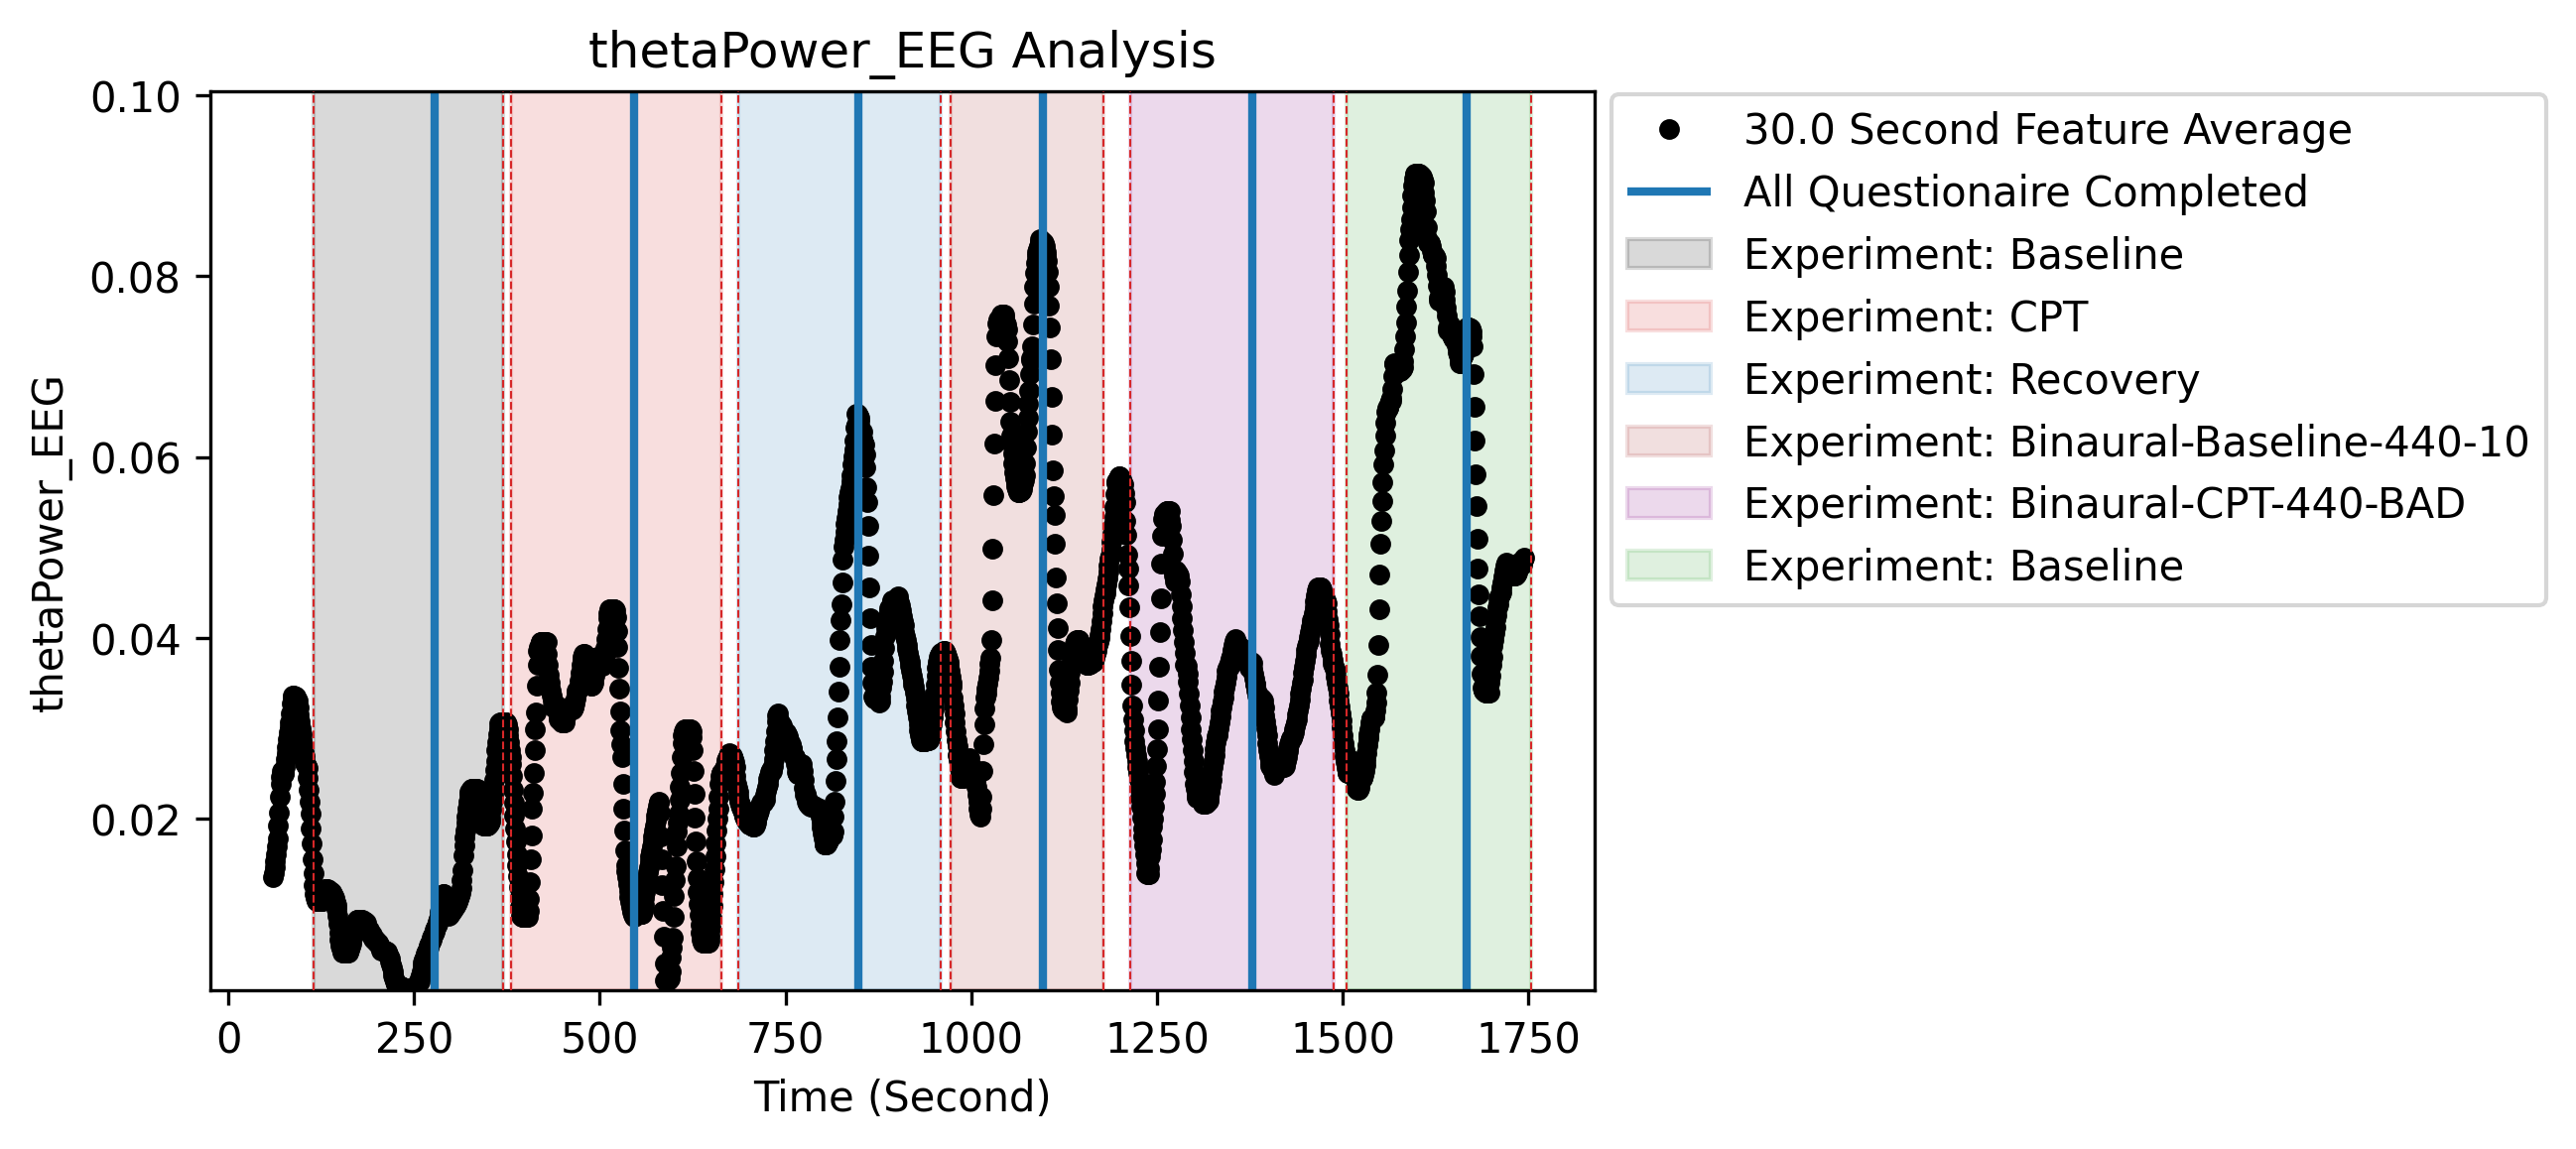 thetaPower_EEG Analysis
thetaPower_EEG
0.10
0.08
0.06
0.04
0.02
0 250 500 750 1000 1250 1500 1750
Time (Second)
30.0 Second Feature Average
All Questionaire Completed
Experiment: Baseline
Experiment: CPT
Experiment: Recovery
Experiment: Binaural-Baseline-440-10
Experiment: Binaural-CPT-440-BAD
Experiment: Baseline